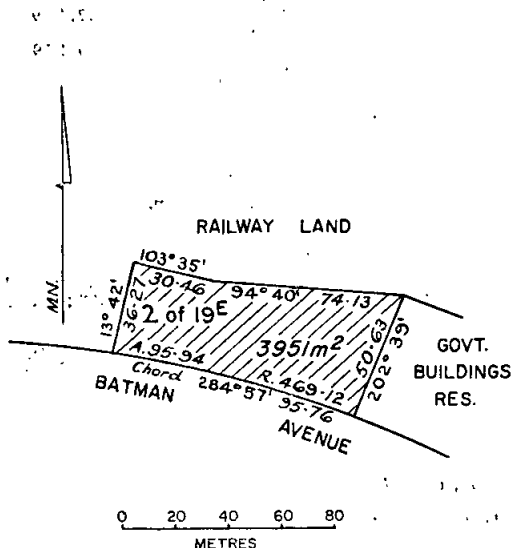 RAILWAY LAND
103° 35'
30·46
94° 40'
74·13
MN.
13° 42'
36·27
2 of 19E
3951m2
50·63
202° 39'
GOVT.
BUILDINGS
RES.
A. 95·94
R. 469·12
Chord
284° 57'
95·76
BATMAN
AVENUE
0 20 40 60 80
METRES